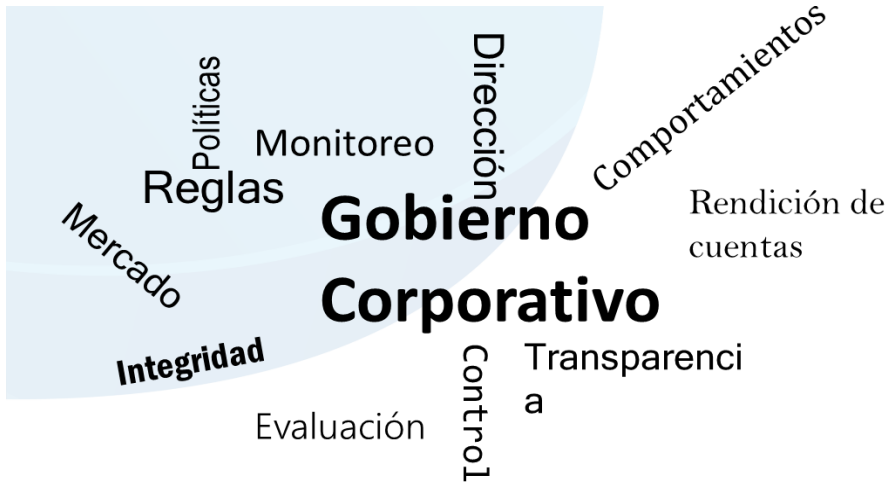 Dirección
Comportamientos
Políticas
Monitoreo
Reglas
Rendición de
cuentas
Gobierno
Corporativo
Mercado
Integridad
Transparenci
a
Control
Evaluación